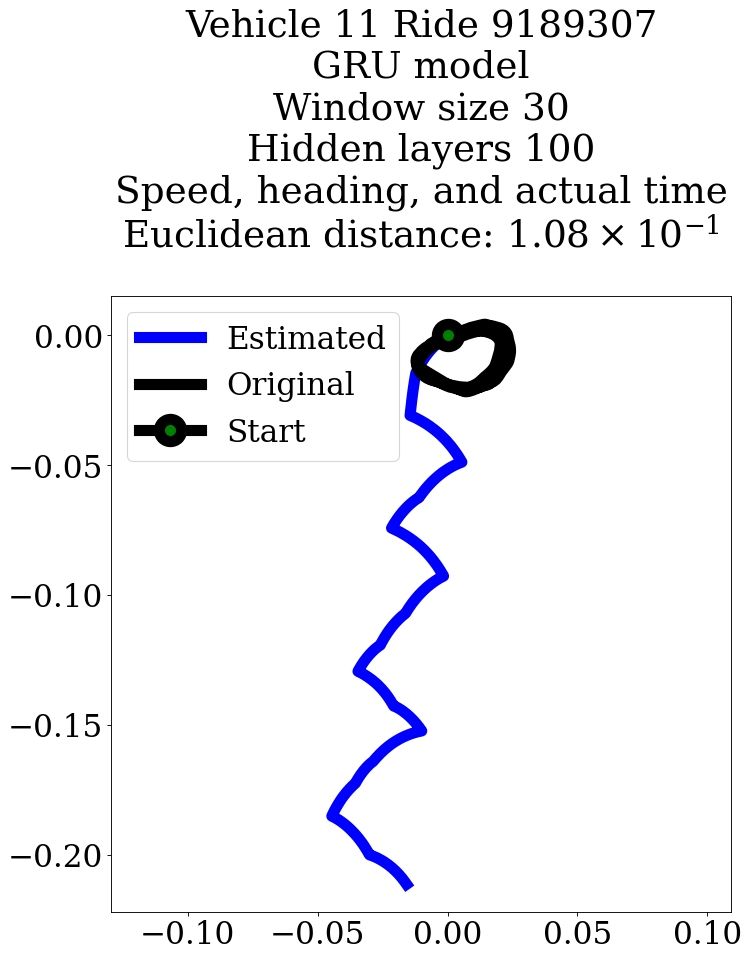 Vehicle 11 Ride 9189307
GRU model
Window size 30
Hidden layers 100
Speed, heading, and actual time
Euclidean distance: 1.08 × 10⁻¹
Estimated
Original
Start
0.00
−0.05
−0.10
−0.15
−0.20
−0.10 −0.05 0.00 0.05 0.10